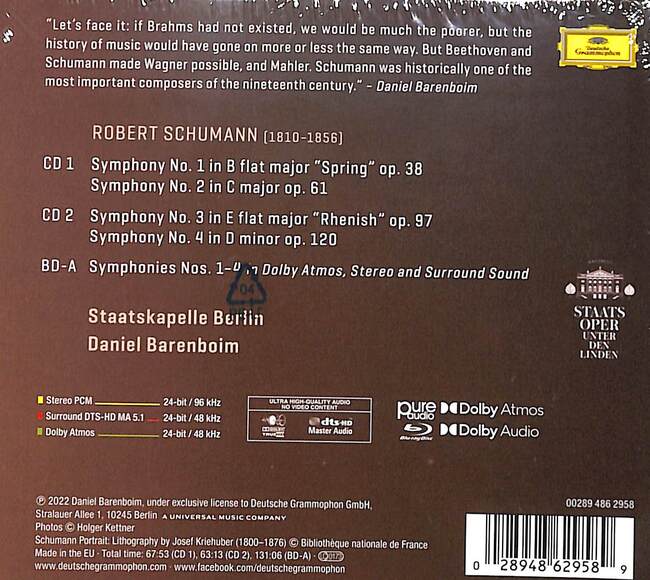 "Let's face it: if Brahms had not existed, we would be much the poorer, but the
history of music would have gone on more or less the same way. But Beethoven and
Schumann made Wagner possible, and Mahler. Schumann was historically one of the
most important composers of the nineteenth century." – Daniel Barenboim
Deutsche
Grammophon
ROBERT SCHUMANN (1810–1856)
CD 1 Symphony No. 1 in B flat major "Spring" op. 38
Symphony No. 2 in C major op. 61
CD 2 Symphony No. 3 in E flat major "Rhenish" op. 97
Symphony No. 4 in D minor op. 120
BD-A Symphonies Nos. 1–4 in Dolby Atmos, Stereo and Surround Sound
04
Staatskapelle Berlin
Daniel Barenboim
STAATS
OPER
UNTER
DEN
LINDEN
Stereo PCM 24-bit / 96 kHz
Surround DTS-HD MA 5.1 24-bit / 48 kHz
Dolby Atmos 24-bit / 48 kHz
ULTRA HIGH-QUALITY AUDIO
NO VIDEO CONTENT
DOLBY
TRUEHD
dts-HD
Master Audio
pure audio
Blu-ray Disc
Dolby Atmos
Dolby Audio
℗ 2022 Daniel Barenboim, under exclusive license to Deutsche Grammophon GmbH,
Stralauer Allee 1, 10245 Berlin A UNIVERSAL MUSIC COMPANY
Photos © Holger Kettner
Schumann Portrait: Lithography by Josef Kriehuber (1800–1876) © Bibliothèque nationale de France
Made in the EU · Total time: 67:53 (CD 1), 63:13 (CD 2), 131:06 (BD-A) ·
www.deutschegrammophon.com · www.facebook.com/deutschegrammophon
00289 486 2958
0 28948 62958 9